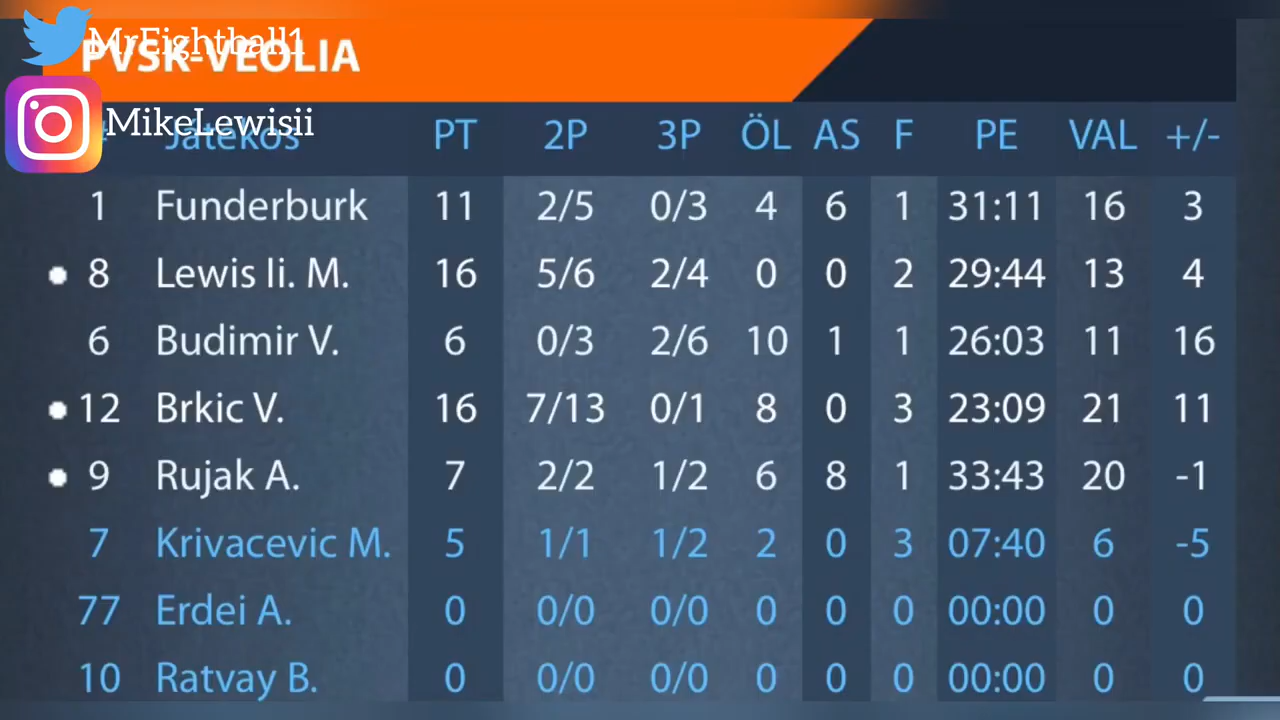 MrEightball1
PVSK-VEOLIA
MikeLewisii
# Játékos PT 2P 3P ÖL AS F PE VAL +/-
1 Funderburk 11 2/5 0/3 4 6 1 31:11 16 3
8 Lewis Ii. M. 16 5/6 2/4 0 0 2 29:44 13 4
6 Budimir V. 6 0/3 2/6 10 1 1 26:03 11 16
12 Brkic V. 16 7/13 0/1 8 0 3 23:09 21 11
9 Rujak A. 7 2/2 1/2 6 8 1 33:43 20 -1
7 Krivacevic M. 5 1/1 1/2 2 0 3 07:40 6 -5
77 Erdei A. 0 0/0 0/0 0 0 0 00:00 0 0
10 Ratvay B. 0 0/0 0/0 0 0 0 00:00 0 0